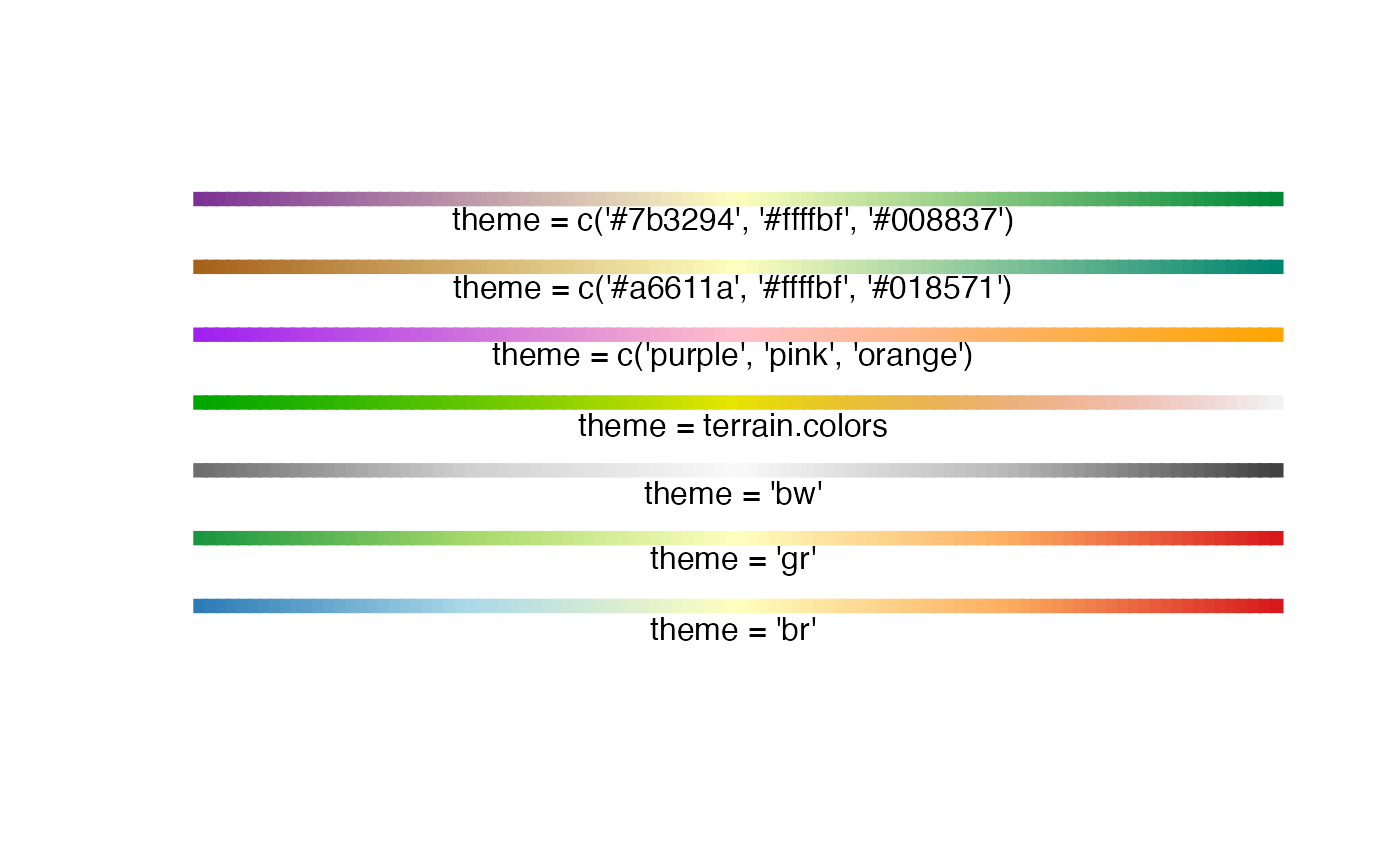 theme = c('#7b3294', '#ffffbf', '#008837')
theme = c('#a6611a', '#ffffbf', '#018571')
theme = c('purple', 'pink', 'orange')
theme = terrain.colors
theme = 'bw'
theme = 'gr'
theme = 'br'